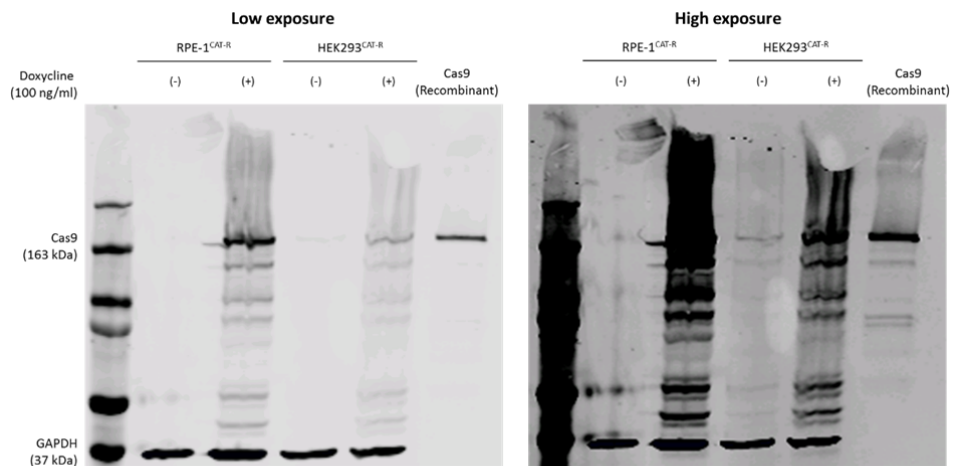 Low exposure
High exposure
RPE-1CAT-R
HEK293CAT-R
RPE-1CAT-R
HEK293CAT-R
Doxycline
(100 ng/ml)
(-)
(+)
(-)
(+)
Cas9
(Recombinant)
(-)
(+)
(-)
(+)
Cas9
(Recombinant)
Cas9
(163 kDa)
GAPDH
(37 kDa)